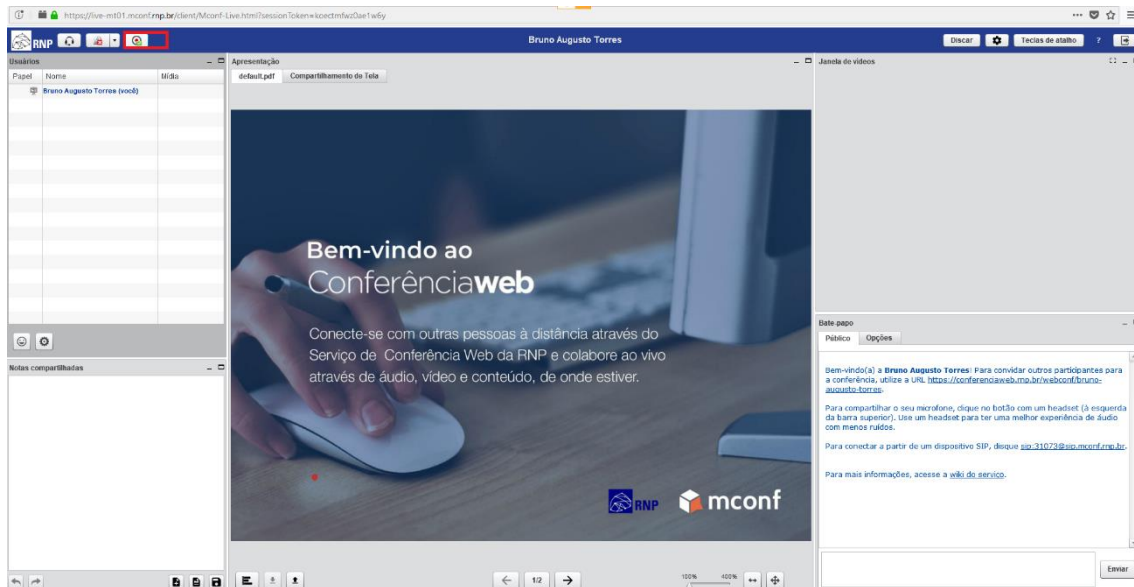 https://live-mt01.mconf.rnp.br/client/Mconf-Live.html?sessionToken=kcectmfwz0ae1w6y
RNP
Bruno Augusto Torres
Discar
Teclas de atalho
?
Usuários
Papel Nome Mídia
Bruno Augusto Torres (você)
Notas compartilhadas
Apresentação
default.pdf Compartilhamento de Tela
Bem-vindo ao
Conferênciaweb
Conecte-se com outras pessoas à distância através do
Serviço de Conferência Web da RNP e colabore ao vivo
através de áudio, vídeo e conteúdo, de onde estiver.
RNP mconf
1/2
100% 400%
Janela de vídeos
Bate-papo
Público Opções
Bem-vindo(a) a Bruno Augusto Torres! Para convidar outros participantes para
a conferência, utilize a URL https://conferenciaweb.rnp.br/webconf/bruno-
augusto-torres.
Para compartilhar o seu microfone, clique no botão com um headset (à esquerda
da barra superior). Use um headset para ter uma melhor experiência de áudio
com menos ruídos.
Para conectar a partir de um dispositivo SIP, disque sip:31073@sip.mconf.rnp.br.
Para mais informações, acesse a wiki do serviço.
Enviar